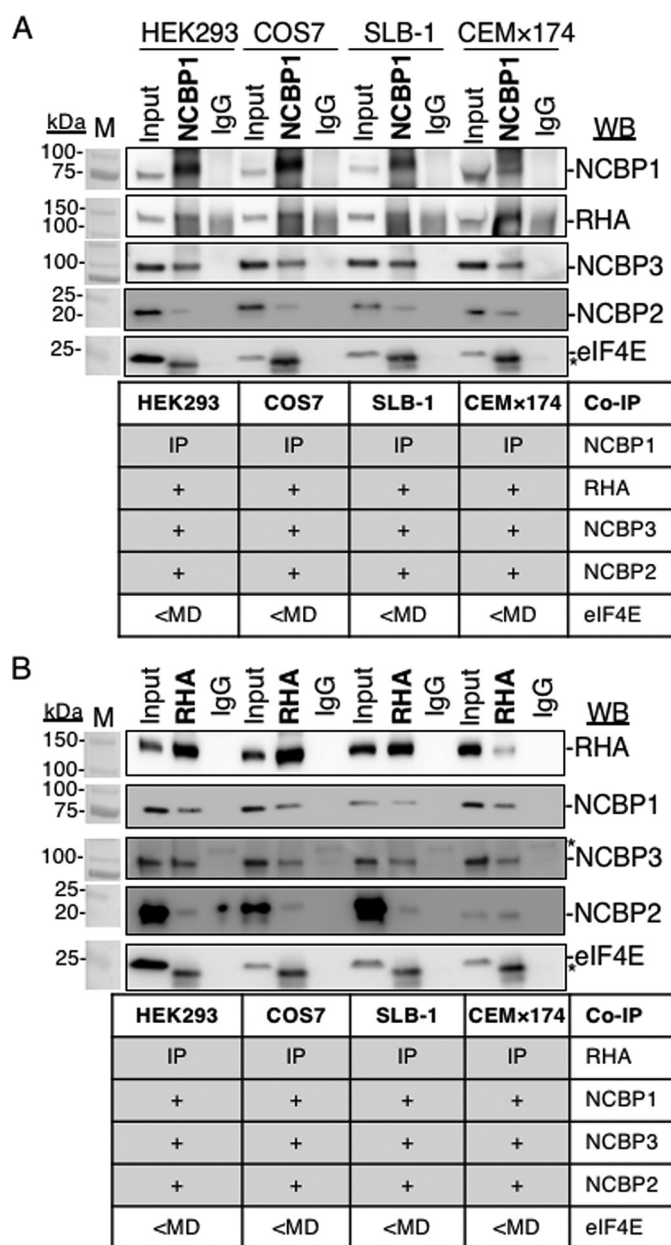 A
HEK293 COS7 SLB-1 CEM×174
kDa M Input NCBP1 IgG Input NCBP1 IgG Input NCBP1 IgG Input NCBP1 IgG WB
100-
75- -NCBP1
150-
100- -RHA
100- -NCBP3
25-
20- -NCBP2
25- -eIF4E
*
HEK293 COS7 SLB-1 CEM×174 Co-IP
IP IP IP IP NCBP1
+ + + + RHA
+ + + + NCBP3
+ + + + NCBP2
<MD <MD <MD <MD eIF4E
B
kDa M Input RHA IgG Input RHA IgG Input RHA IgG Input RHA IgG WB
150-
100- -RHA
100-
75- -NCBP1
*
100- -NCBP3
25-
20- -NCBP2
25- -eIF4E
*
HEK293 COS7 SLB-1 CEM×174 Co-IP
IP IP IP IP RHA
+ + + + NCBP1
+ + + + NCBP3
+ + + + NCBP2
<MD <MD <MD <MD eIF4E